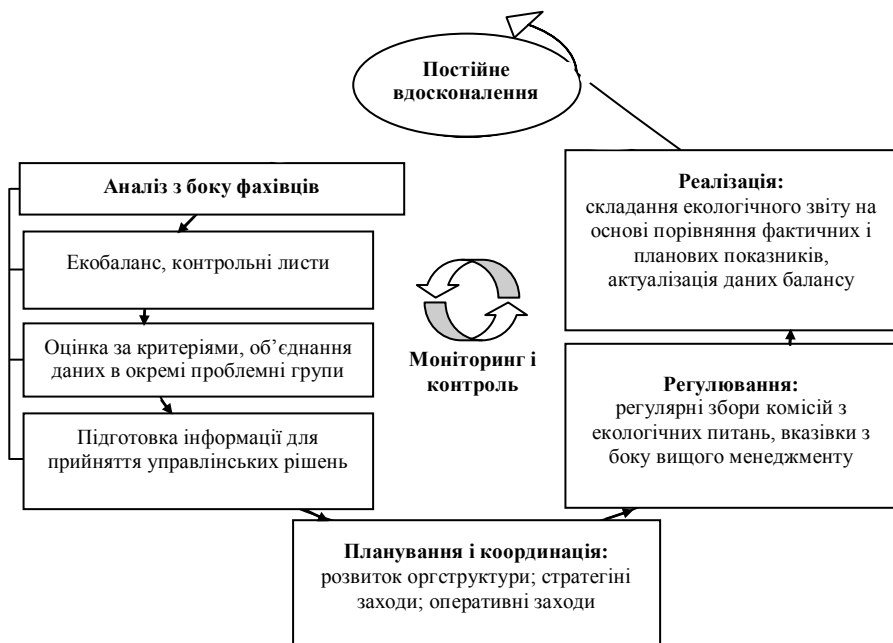 Постійне
вдосконалення
Аналіз з боку фахівців
Екобаланс, контрольні листи
Оцінка за критеріями, об’єднання
даних в окремі проблемні групи
Підготовка інформації для
прийняття управлінських рішень
Моніторинг і
контроль
Реалізація:
складання екологічного звіту на
основі порівняння фактичних і
планових показників,
актуалізація даних балансу
Регулювання:
регулярні збори комісій з
екологічних питань, вказівки з
боку вищого менеджменту
Планування і координація:
розвиток оргструктури; стратегіні
заходи; оперативні заходи